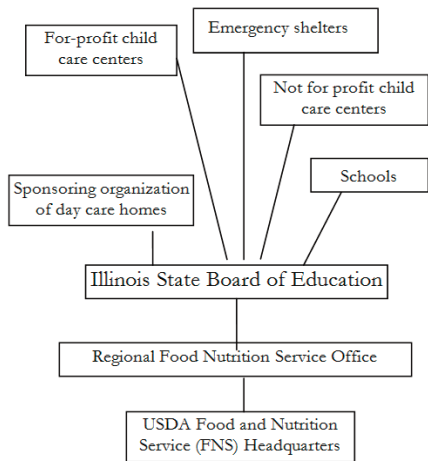 Emergency shelters
For-profit child
care centers
Not for profit child
care centers
Schools
Sponsoring organization
of day care homes
Illinois State Board of Education
Regional Food Nutrition Service Office
USDA Food and Nutrition
Service (FNS) Headquarters